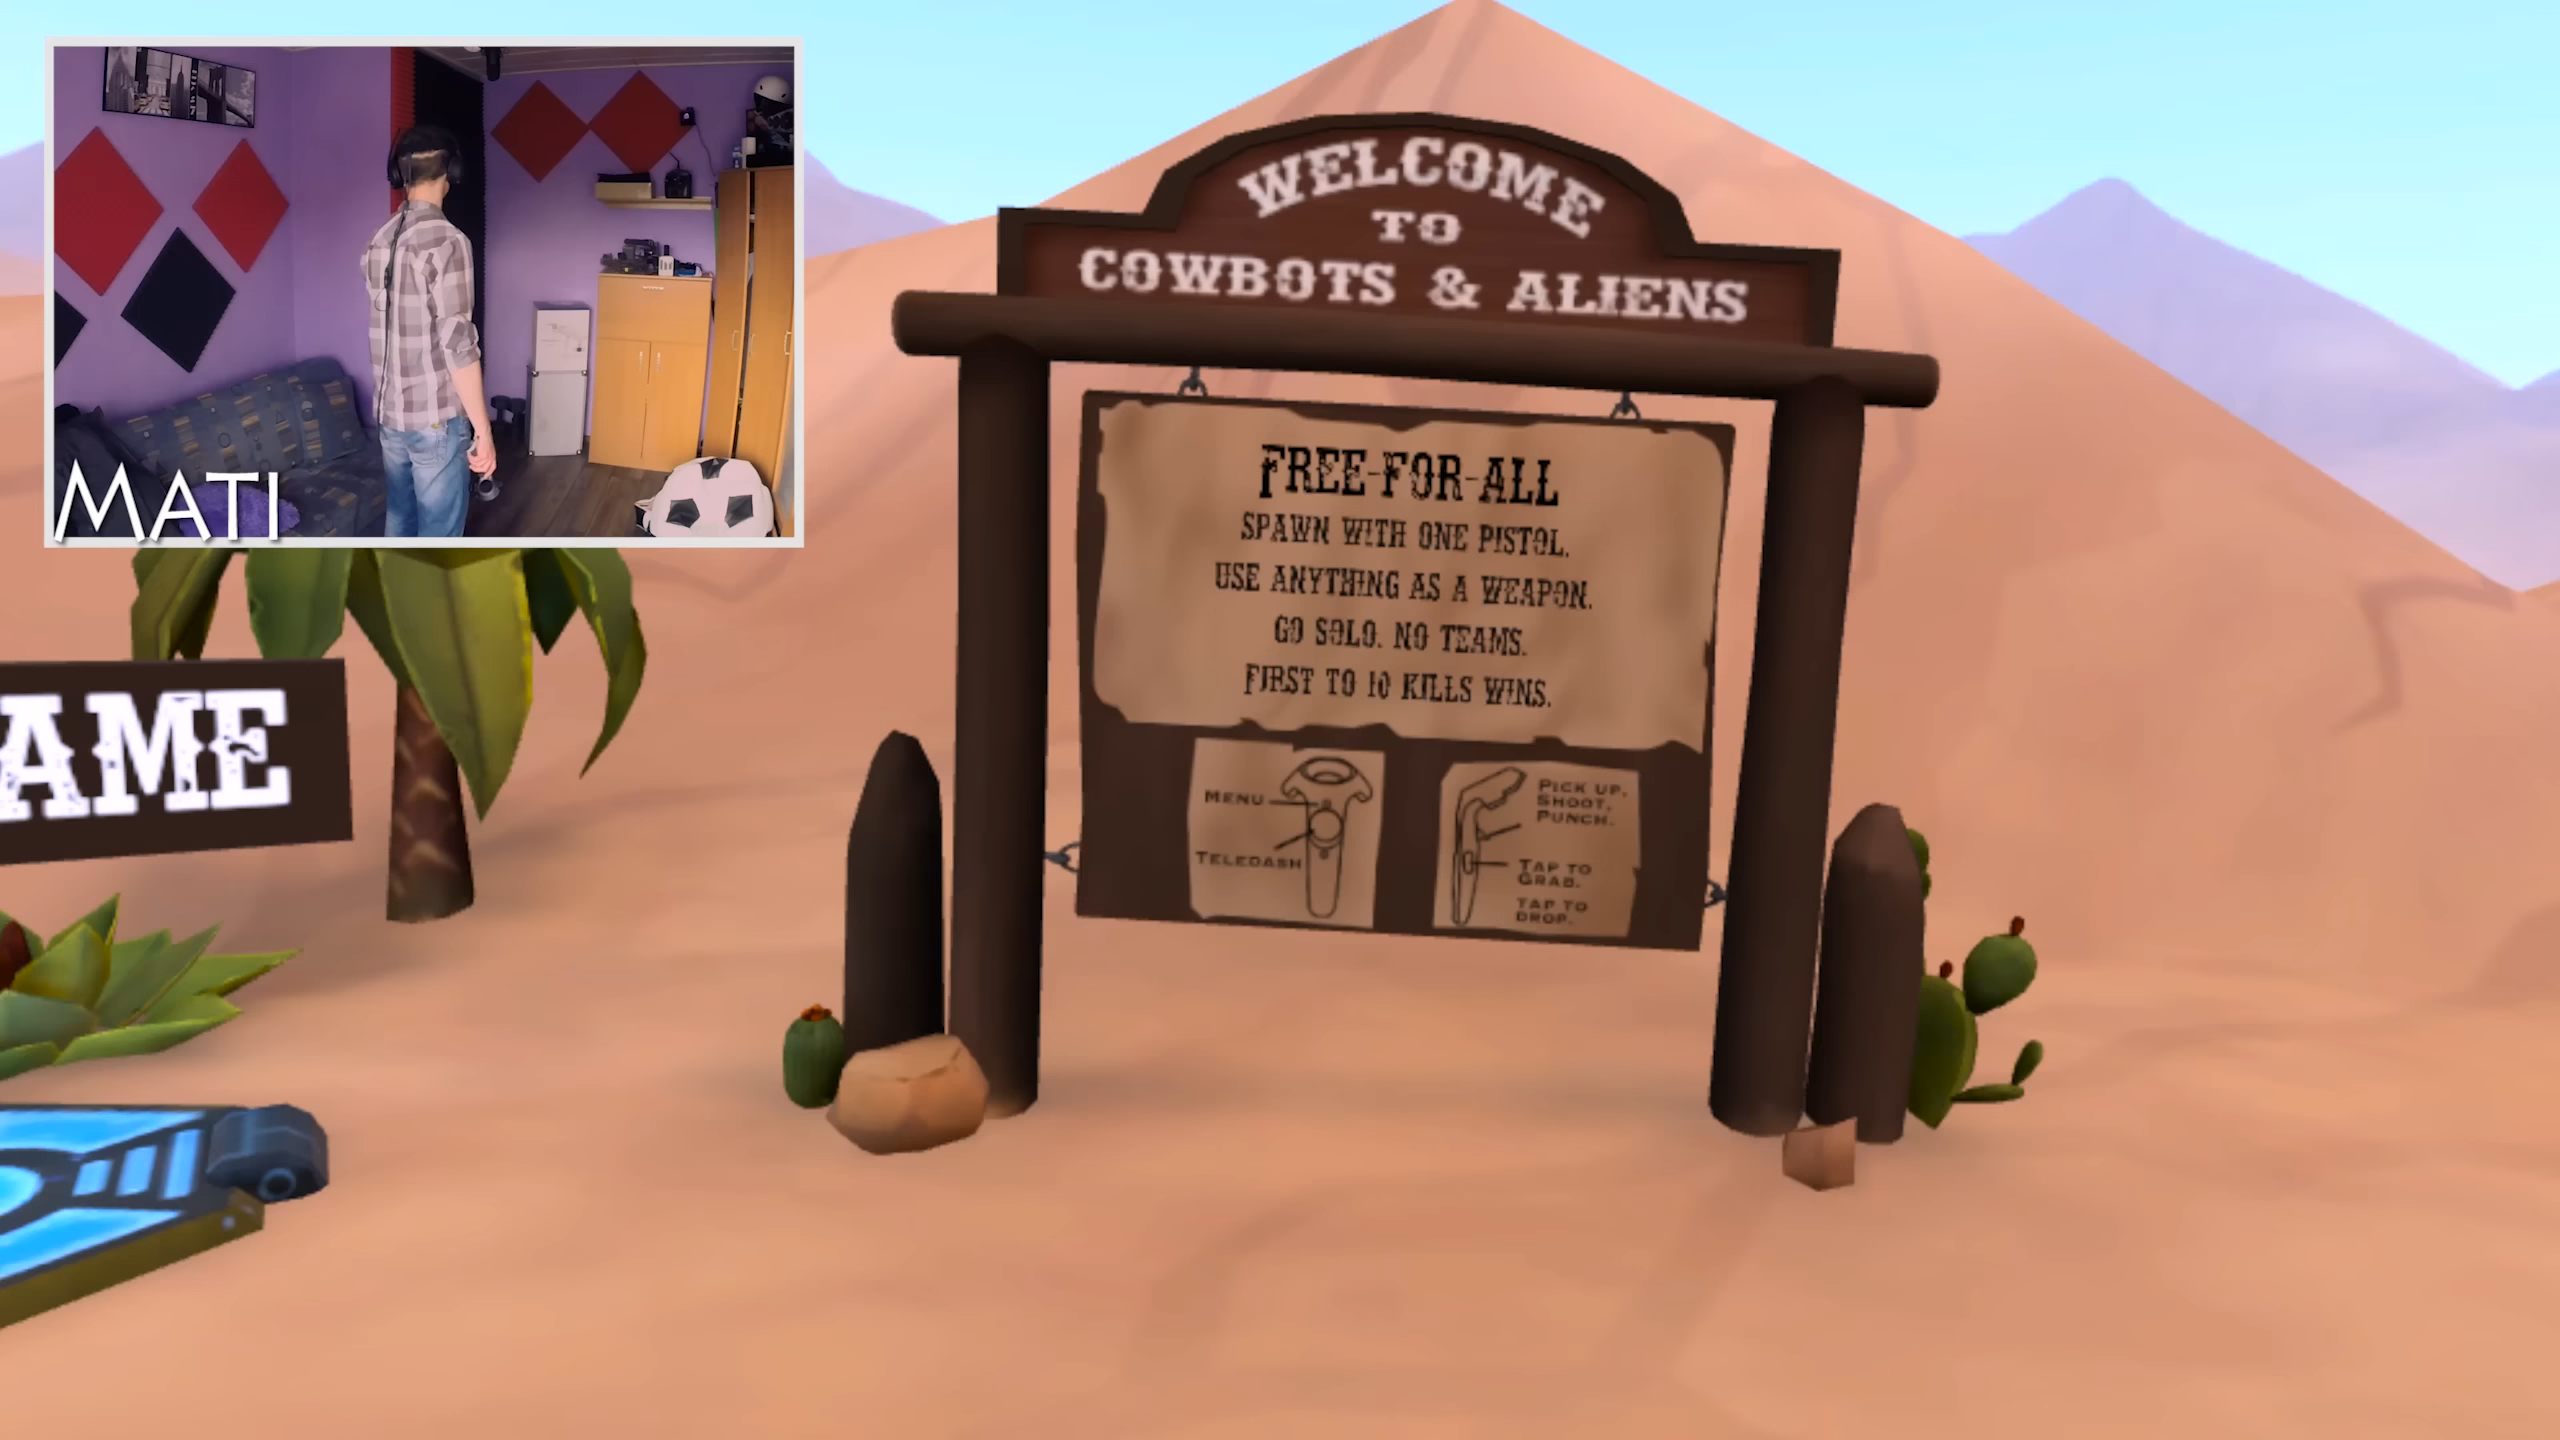 MATI
WELCOME
TO
COWBOTS & ALIENS
FREE-FOR-ALL
SPAWN WITH ONE PISTOL.
USE ANYTHING AS A WEAPON.
GO SOLO. NO TEAMS.
FIRST TO 10 KILLS WINS.
AME
MENU
TELEDASH
PICK UP,
SHOOT,
PUNCH.
TAP TO
GRAB.
TAP TO
DROP.